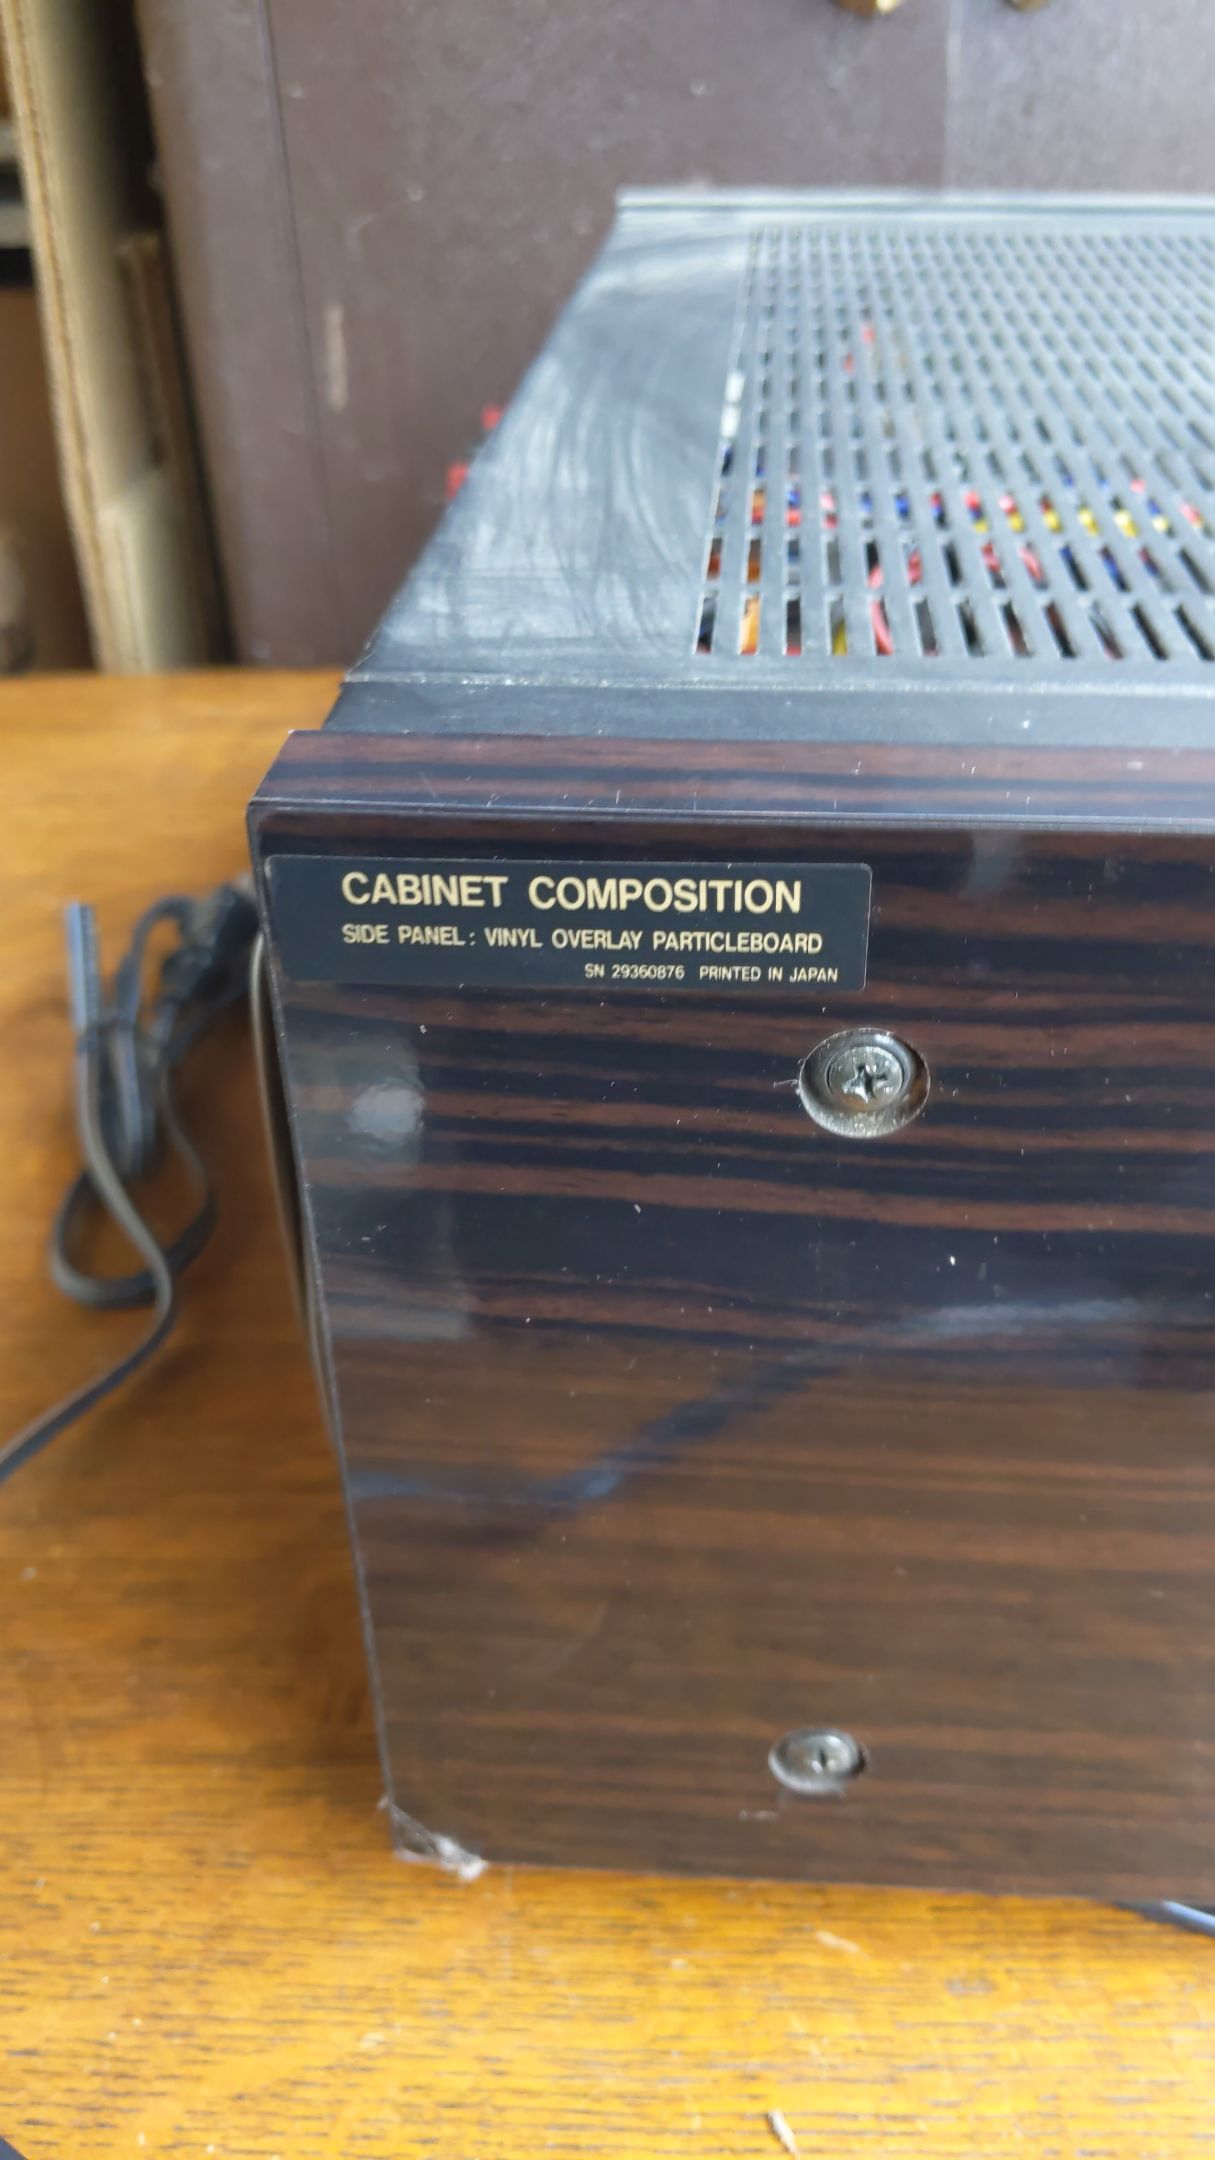 CABINET COMPOSITION
SIDE PANEL: VINYL OVERLAY PARTICLEBOARD
SN 29360876 PRINTED IN JAPAN